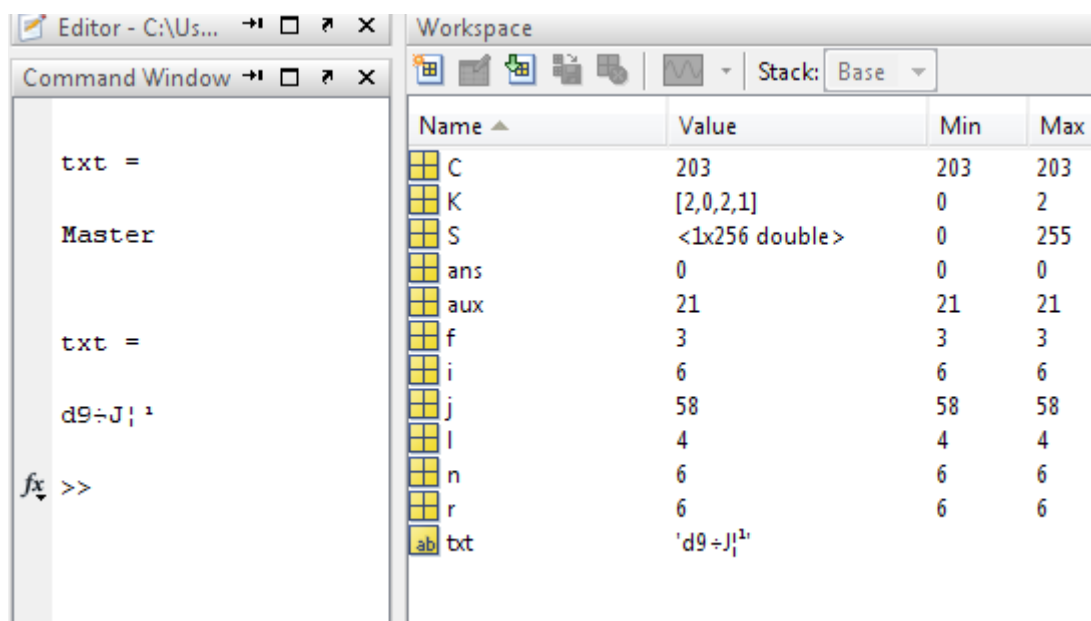 Editor - C:\Us...
Command Window
txt =
Master
txt =
d9÷J¦¹
fx >>
Workspace
Stack: Base
Name Value Min Max
C 203 203 203
K [2,0,2,1] 0 2
S <1x256 double> 0 255
ans 0 0 0
aux 21 21 21
f 3 3 3
i 6 6 6
j 58 58 58
l 4 4 4
n 6 6 6
r 6 6 6
ab txt 'd9÷J¦¹'